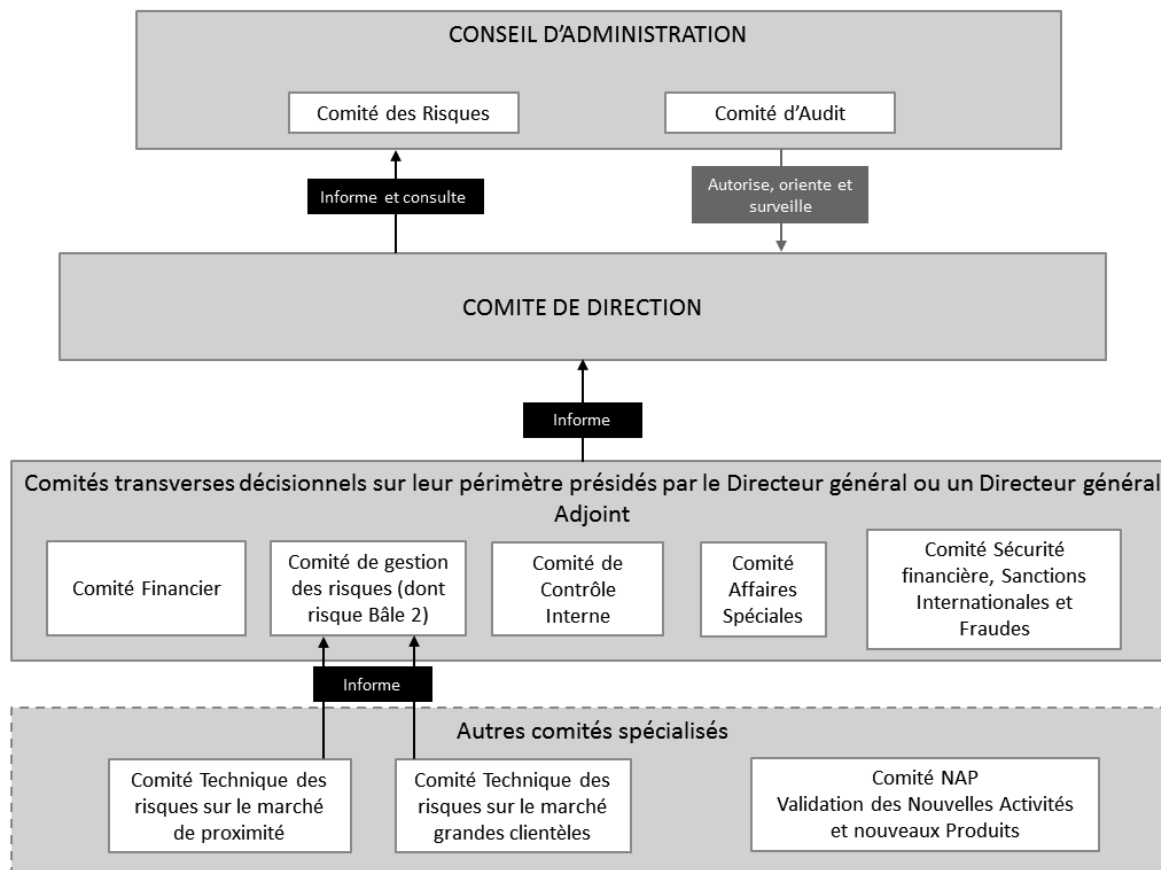 CONSEIL D'ADMINISTRATION
Comité des Risques
Comité d'Audit
Informe et consulte
Autorise, oriente et
surveille
COMITE DE DIRECTION
Informe
Comités transverses décisionnels sur leur périmètre présidés par le Directeur général ou un Directeur général
Adjoint
Comité Financier
Comité de gestion
des risques (dont
risque Bâle 2)
Comité de
Contrôle
Interne
Comité
Affaires
Spéciales
Comité Sécurité
financière, Sanctions
Internationales et
Fraudes
Informe
Autres comités spécialisés
Comité Technique des
risques sur le marché
de proximité
Comité Technique des
risques sur le marché
grandes clientèles
Comité NAP
Validation des Nouvelles Activités
et nouveaux Produits